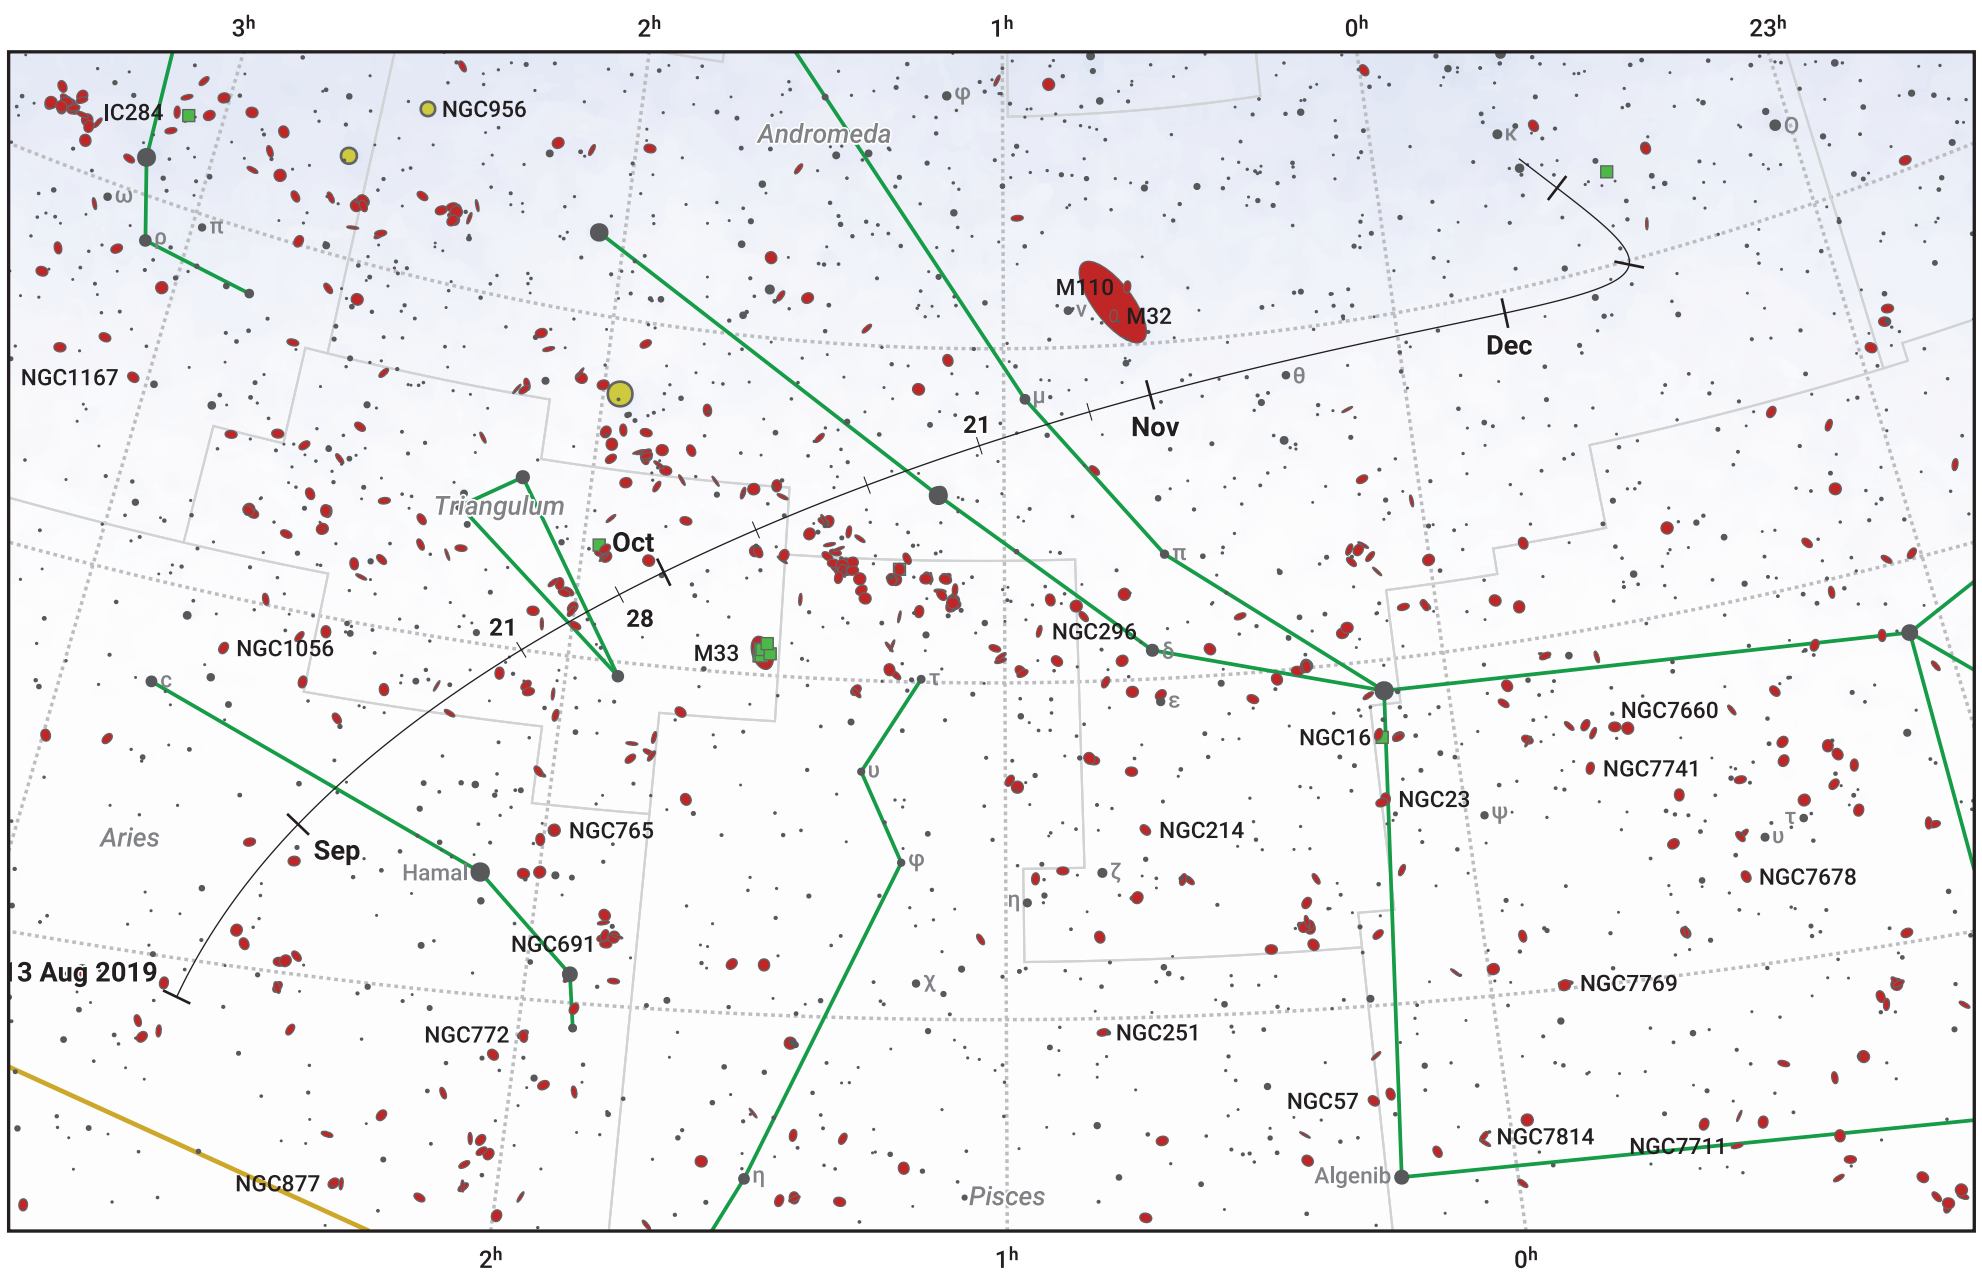 3h 2h 1h 0h 23h
IC284
NGC956
φ
Andromeda
κ
Ο
ω
π
ο
M110
ν
α
M32
Dec
NGC1167
θ
μ
21
Nov
Triangulum
Oct
π
21
28
NGC1056
M33
NGC296
δ
c
τ
ε
NGC7660
NGC16
NGC7741
υ
NGC23
ψ
τ
Aries
Sep
NGC765
NGC214
υ
Hamal
φ
ζ
NGC7678
η
NGC691
13 Aug 2019
χ
NGC7769
NGC772
NGC251
NGC57
NGC7814
NGC7711
NGC877
η
Pisces
Algenib
2h 1h 0h